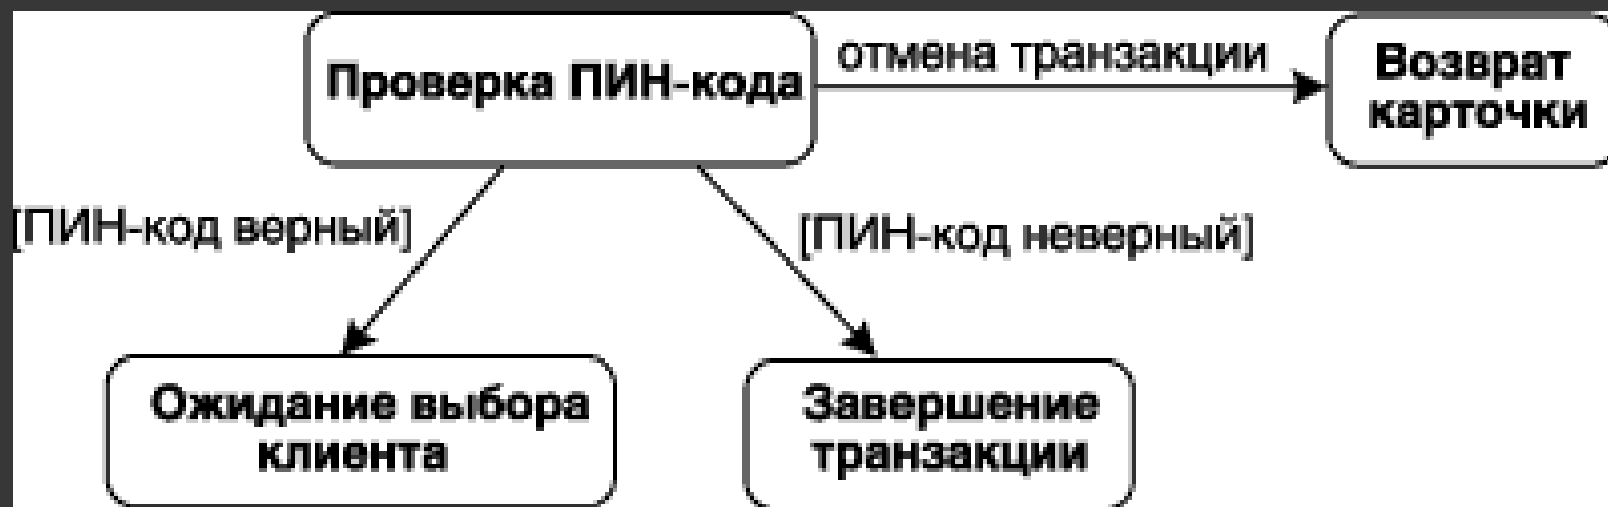 Проверка ПИН-кода
отмена транзакции
Возврат
карточки
[ПИН-код верный]
[ПИН-код неверный]
Ожидание выбора
клиента
Завершение
транзакции